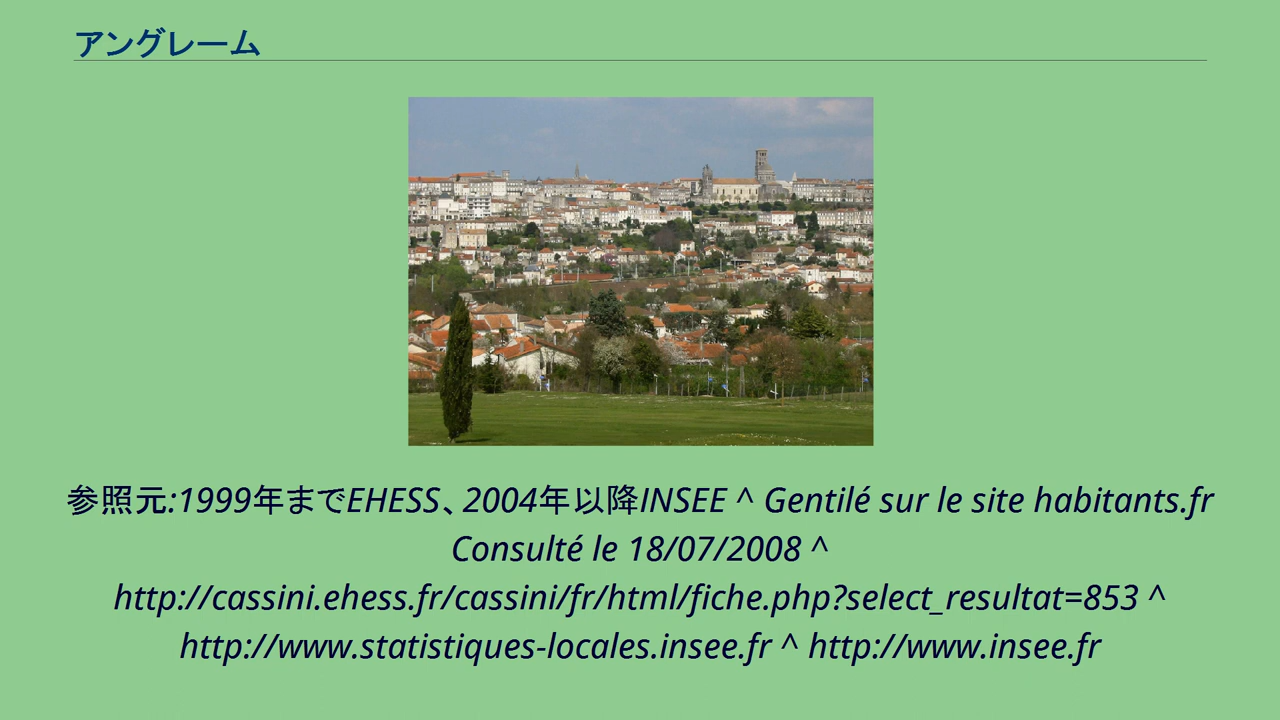 アングレーム
参照元:1999年までEHESS、2004年以降INSEE ^ Gentilé sur le site habitants.fr
Consulté le 18/07/2008 ^
http://cassini.ehess.fr/cassini/fr/html/fiche.php?select_resultat=853 ^
http://www.statistiques-locales.insee.fr ^ http://www.insee.fr